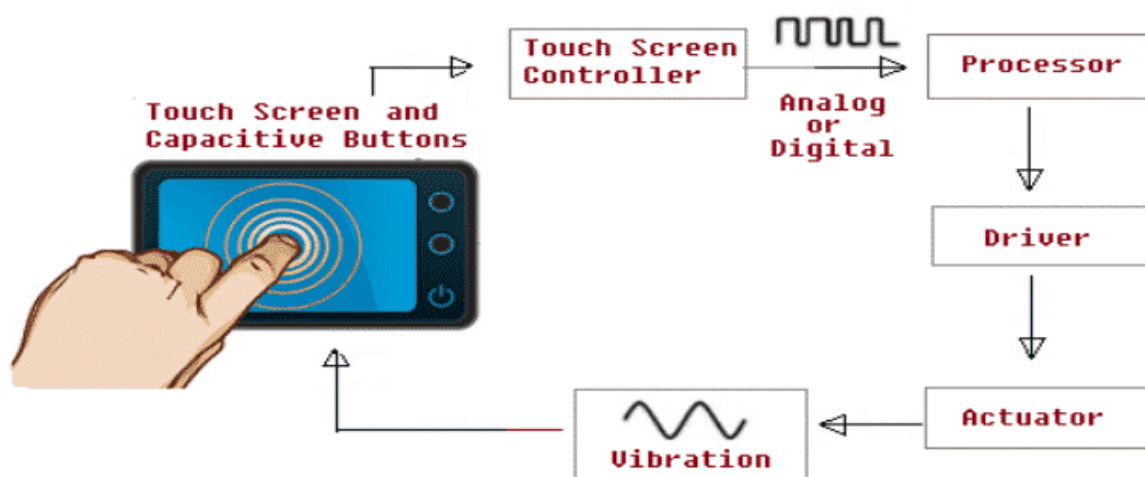 Touch Screen and
Capacitive Buttons
Touch Screen
Controller
Analog
or
Digital
Processor
Driver
Actuator
Vibration